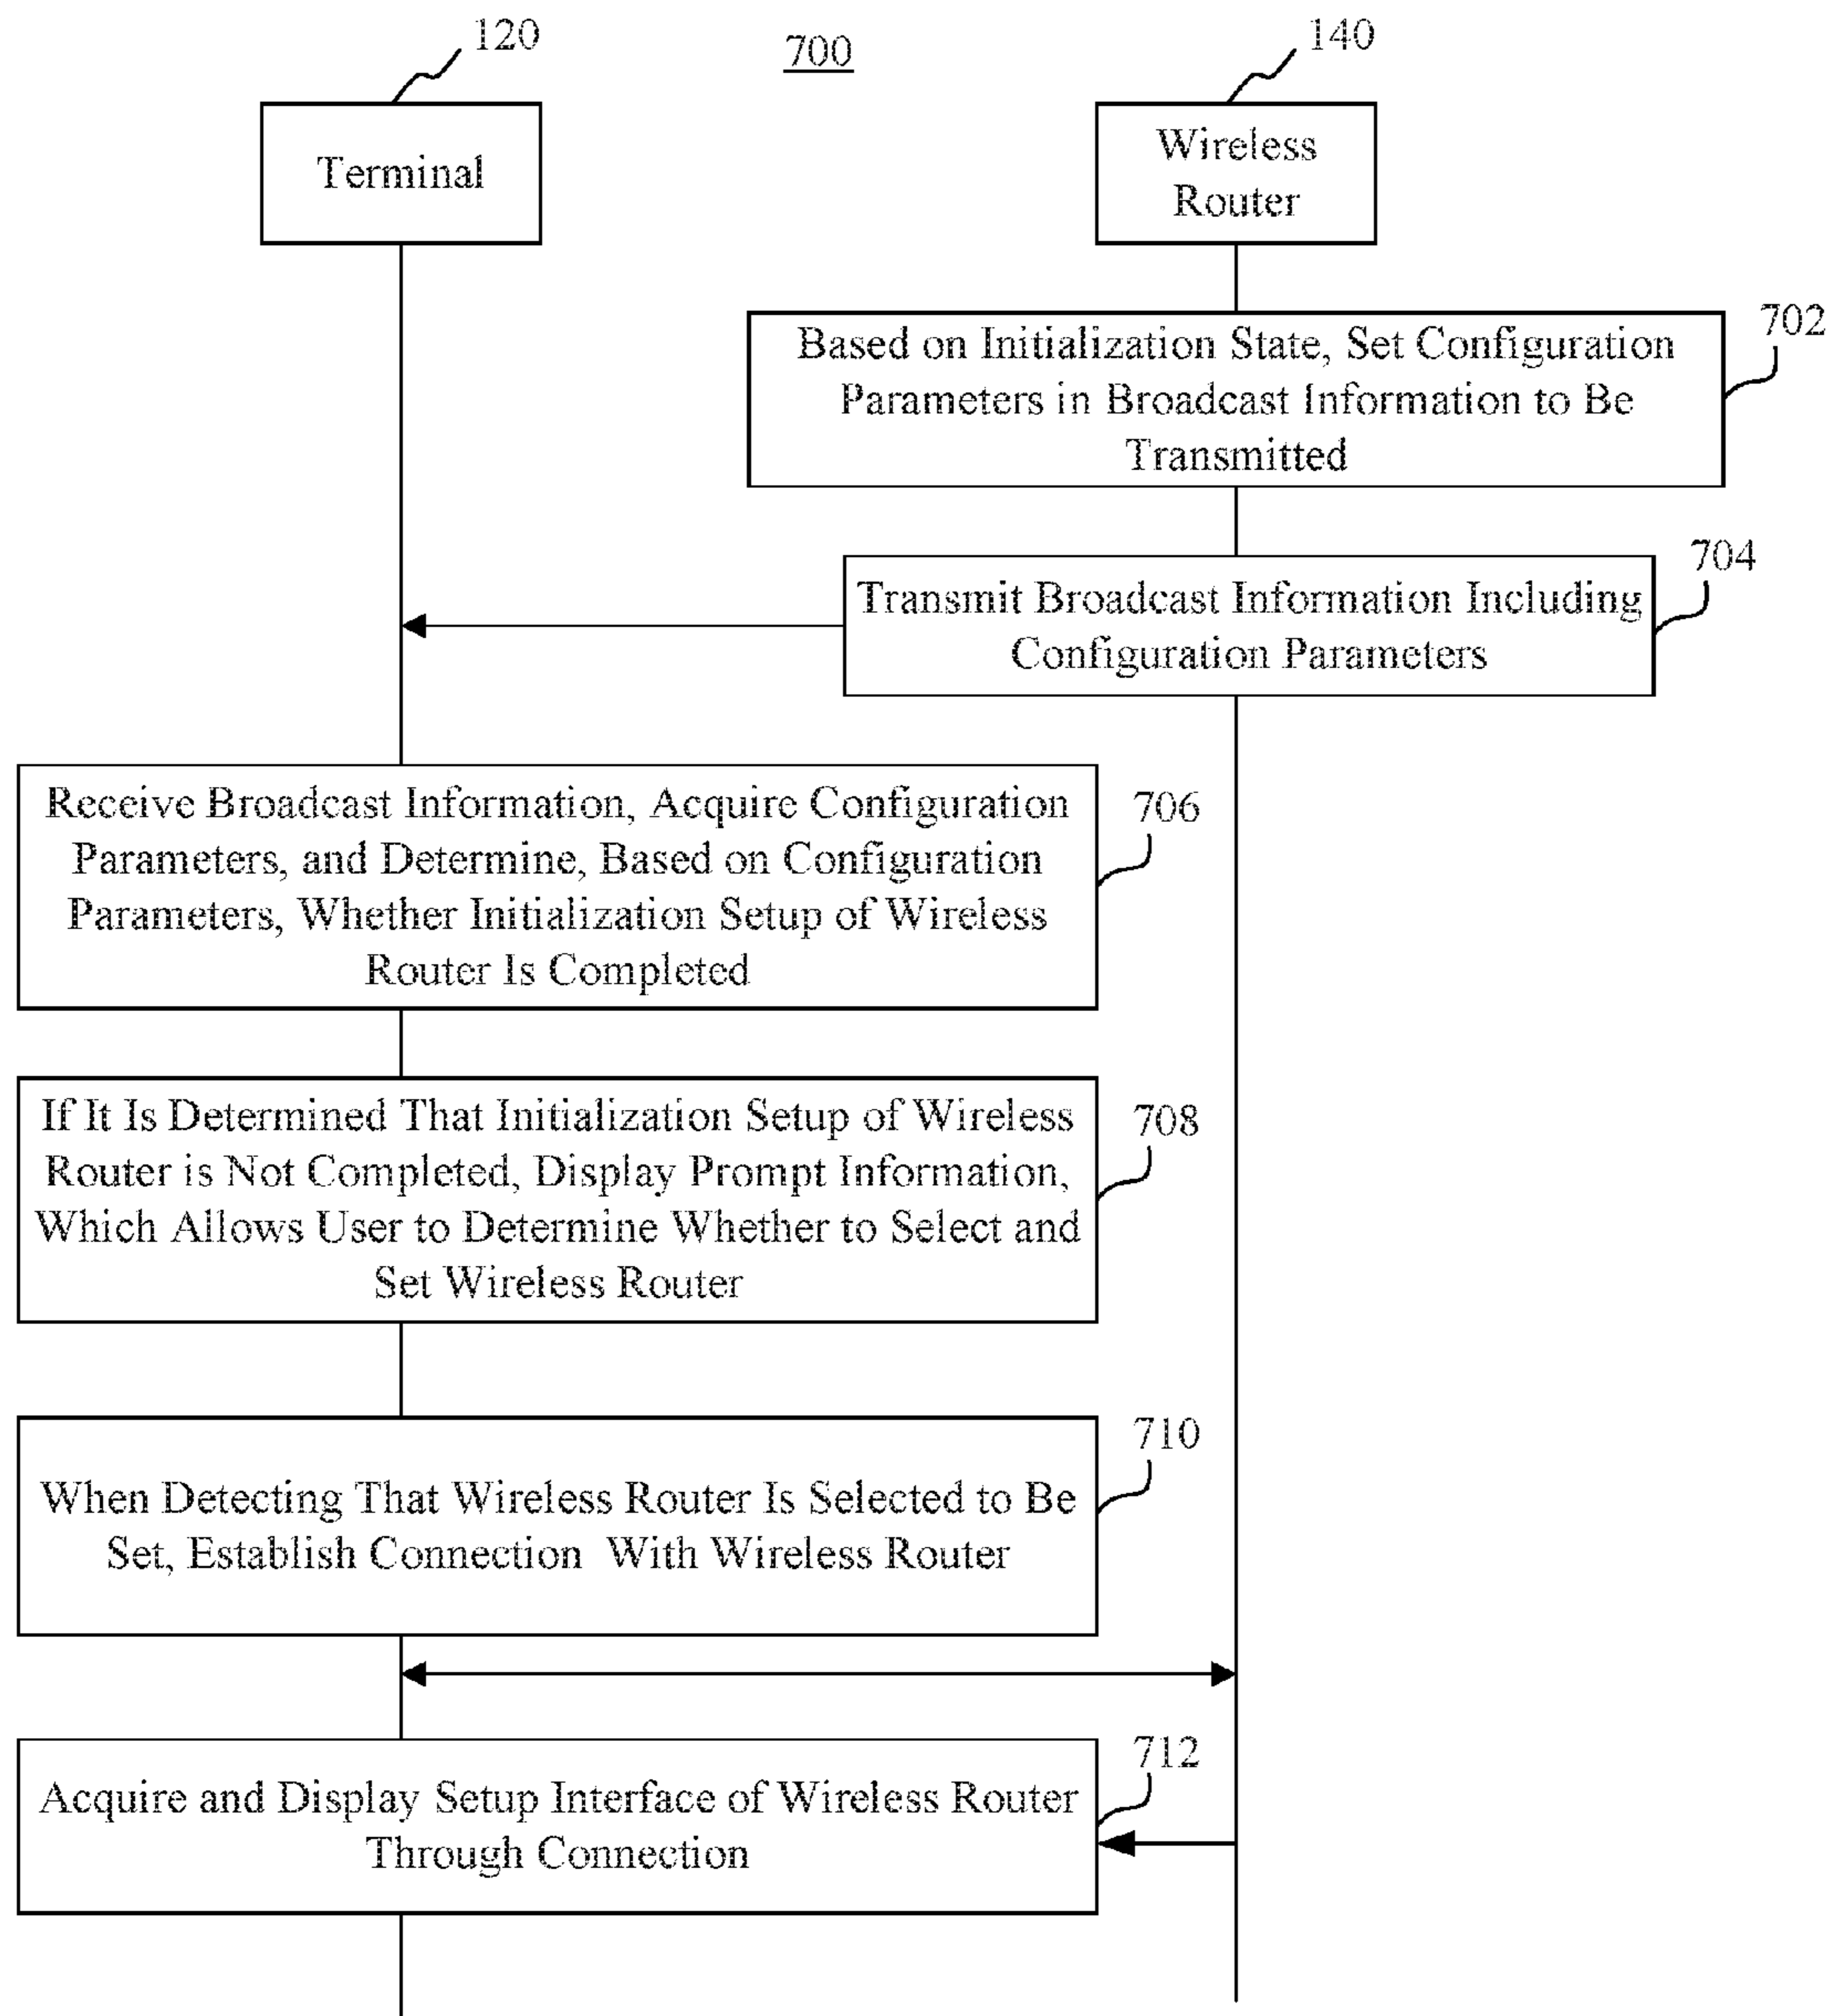 120
700
140
Terminal
Wireless
Router
702
Based on Initialization State, Set Configuration
Parameters in Broadcast Information to Be
Transmitted
704
Transmit Broadcast Information Including
Configuration Parameters
Receive Broadcast Information, Acquire Configuration
Parameters, and Determine, Based on Configuration
Parameters, Whether Initialization Setup of Wireless
Router Is Completed
706
If It Is Determined That Initialization Setup of Wireless
Router is Not Completed, Display Prompt Information,
Which Allows User to Determine Whether to Select and
Set Wireless Router
708
710
When Detecting That Wireless Router Is Selected to Be
Set, Establish Connection With Wireless Router
712
Acquire and Display Setup Interface of Wireless Router
Through Connection